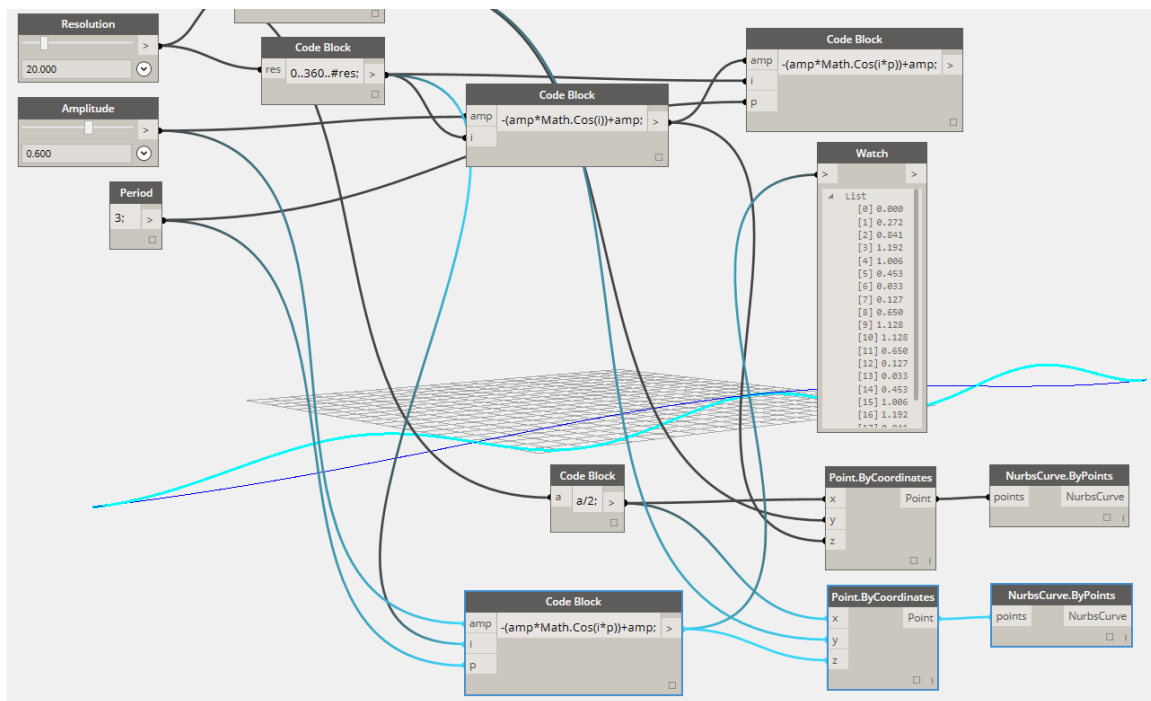 Resolution
>
20.000
Code Block
res
0..360..#res;
>
Code Block
amp
i
p
-(amp*Math.Cos(i*p))+amp;
>
Amplitude
>
0.600
Code Block
amp
i
-(amp*Math.Cos(i))+amp;
>
Period
3;
>
Watch
>
>
List
[0] 0.000
[1] 0.272
[2] 0.841
[3] 1.192
[4] 1.006
[5] 0.453
[6] 0.033
[7] 0.127
[8] 0.650
[9] 1.128
[10] 1.128
[11] 0.650
[12] 0.127
[13] 0.033
[14] 0.453
[15] 1.006
[16] 1.192
Code Block
a
a/2;
>
Point.ByCoordinates
x
y
z
Point
NurbsCurve.ByPoints
points
NurbsCurve
Code Block
amp
i
p
-(amp*Math.Cos(i*p))+amp;
>
Point.ByCoordinates
x
y
z
Point
NurbsCurve.ByPoints
points
NurbsCurve